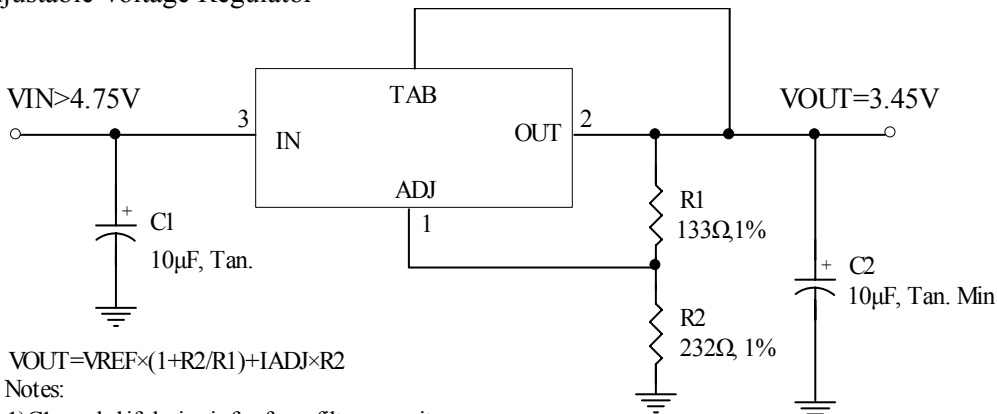 justable Voltage Regulator
VIN>4.75V
TAB
VOUT=3.45V
3
IN
OUT
2
ADJ
1
+
C1
10μF, Tan.
R1
133Ω,1%
+
C2
10μF, Tan. Min
R2
232Ω, 1%
VOUT=VREF×(1+R2/R1)+IADJ×R2
Notes: